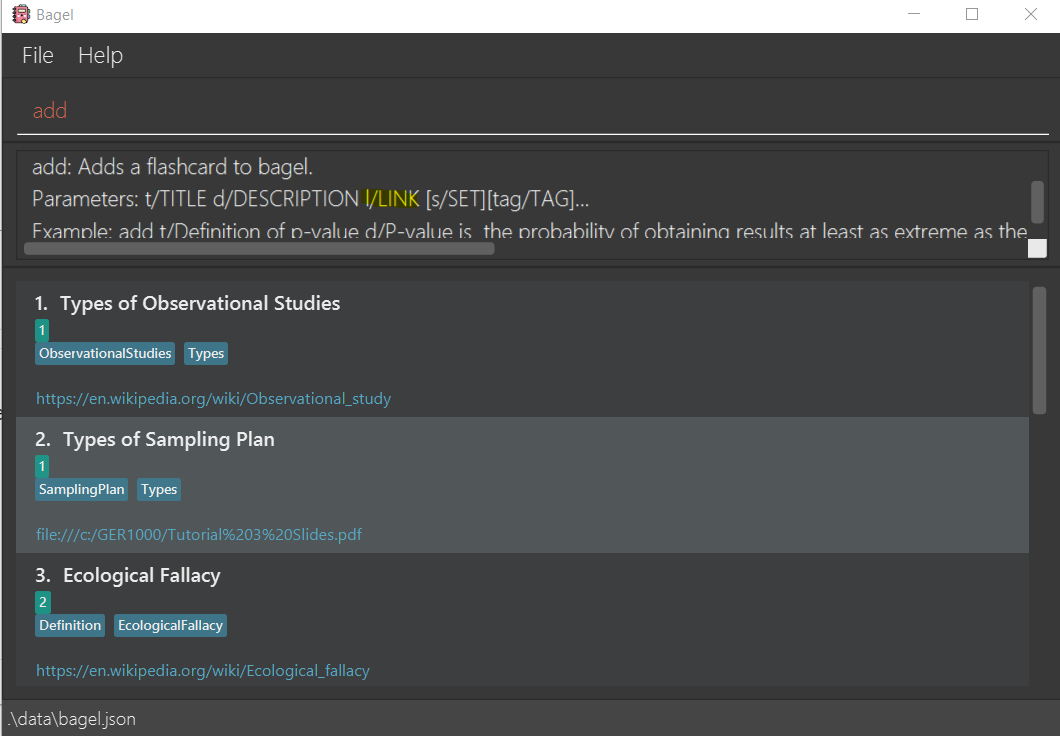 Bagel
File Help
add
add: Adds a flashcard to bagel.
Parameters: t/TITLE d/DESCRIPTION l/LINK [s/SET][tag/TAG]...
Example: add t/Definition of p-value d/P-value is the probability of obtaining results at least as extreme as the
1. Types of Observational Studies
1
ObservationalStudies Types
https://en.wikipedia.org/wiki/Observational_study
2. Types of Sampling Plan
1
SamplingPlan Types
file:///c:/GER1000/Tutorial%203%20Slides.pdf
3. Ecological Fallacy
2
Definition EcologicalFallacy
https://en.wikipedia.org/wiki/Ecological_fallacy
.\data\bagel.json